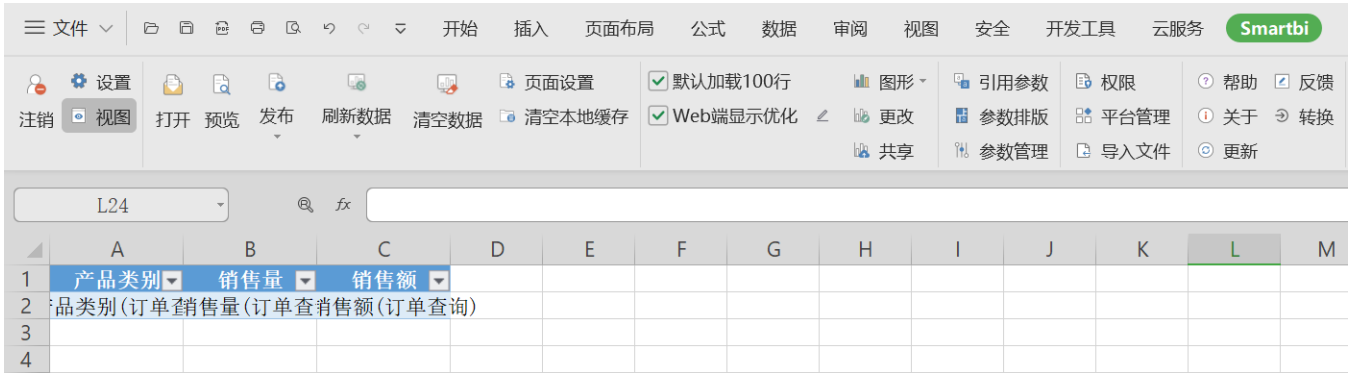 文件 开始 插入 页面布局 公式 数据 审阅 视图 安全 开发工具 云服务 Smartbi
设置 页面设置 默认加载100行 图形 引用参数 权限 帮助 反馈
注销 视图 打开 预览 发布 刷新数据 清空数据 清空本地缓存 Web端显示优化 更改 参数排版 平台管理 关于 转换
共享 参数管理 导入文件 更新
L24 fx
A B C D E F G H I J K L M
1 产品类别 销售量 销售额
2 品类别(订单查 销售量(订单查 销售额(订单查询)
3
4